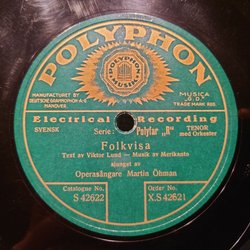 POLYPHON
MANUFACTURED BY
DEUTSCHE GRAMMOPHON A-G
HANOVER
POLYPHON
MUSIK
MUSICA
"G.D."
TRADE MARK REG.
Electrical Recording
SVENSK
Serie: Polyfar "R"
TENOR
med Orkester
Folkvisa
Text av Viktor Lund — Musik av Merikanto
sjunget av
Operasångare Martin Öhman
Catalogue No.
S 42622
Order No.
X.S 42621